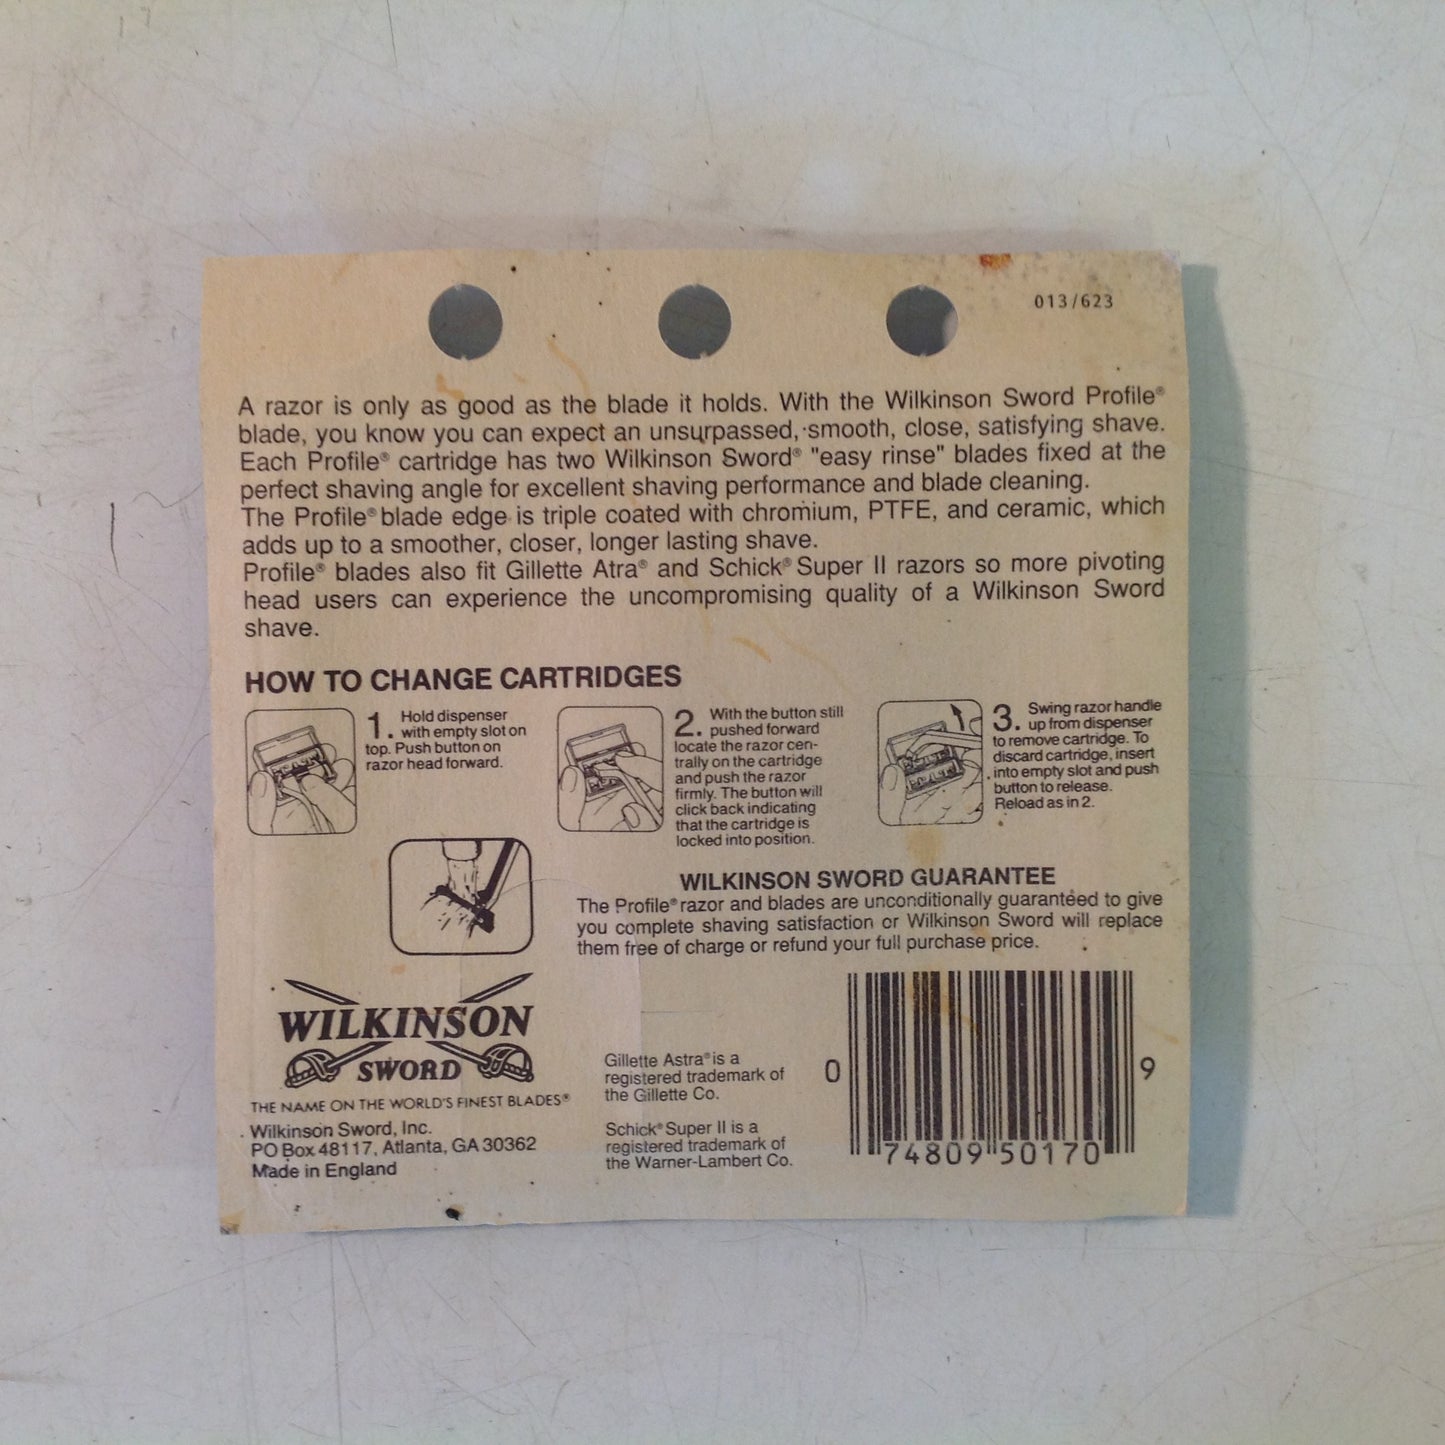 013/623
A razor is only as good as the blade it holds. With the Wilkinson Sword Profile®
blade, you know you can expect an unsurpassed, smooth, close, satisfying shave.
Each Profile® cartridge has two Wilkinson Sword® "easy rinse" blades fixed at the
perfect shaving angle for excellent shaving performance and blade cleaning.
The Profile® blade edge is triple coated with chromium, PTFE, and ceramic, which
adds up to a smoother, closer, longer lasting shave.
Profile® blades also fit Gillette Atra® and Schick® Super II razors so more pivoting
head users can experience the uncompromising quality of a Wilkinson Sword
shave.
HOW TO CHANGE CARTRIDGES
1. Hold dispenser
with empty slot on
top. Push button on
razor head forward.
2. With the button still
pushed forward
locate the razor cen-
trally on the cartridge
and push the razor
firmly. The button will
click back indicating
that the cartridge is
locked into position.
3. Swing razor handle
up from dispenser
to remove cartridge. To
discard cartridge, insert
into empty slot and push
button to release.
Reload as in 2.
WILKINSON SWORD GUARANTEE
The Profile® razor and blades are unconditionally guaranteed to give
you complete shaving satisfaction or Wilkinson Sword will replace
them free of charge or refund your full purchase price.
WILKINSON
SWORD
THE NAME ON THE WORLD'S FINEST BLADES®
Wilkinson Sword, Inc.
PO Box 48117, Atlanta, GA 30362
Made in England
Gillette Astra® is a
registered trademark of
the Gillette Co.
Schick® Super II is a
registered trademark of
the Warner-Lambert Co.
0 74809 50170 9